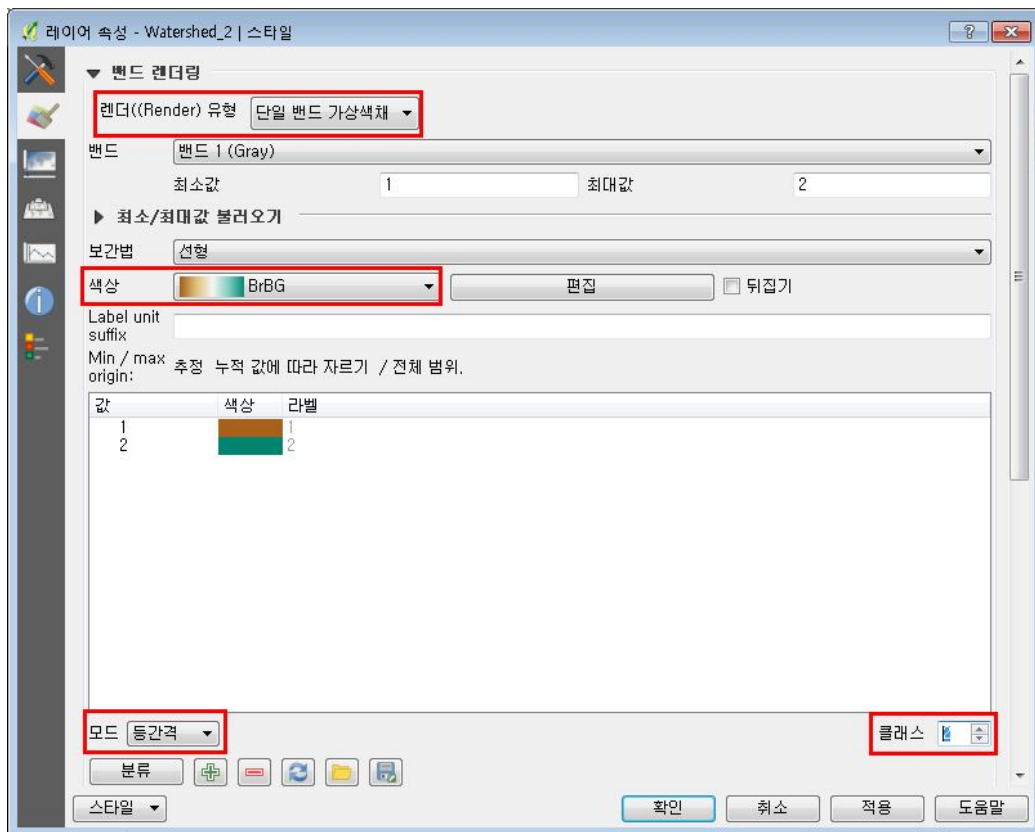 레이어 속성 - Watershed_2 | 스타일
밴드 렌더링
렌더((Render) 유형 단일 밴드 가상색채
밴드 밴드 1 (Gray)
최소값 1 최대값 2
최소/최대값 불러오기
보간법 선형
색상 BrBG 편집 뒤집기
Label unit
suffix
Min / max
origin: 추정 누적 값에 따라 자르기 / 전체 범위.
값 색상 라벨
1 1
2 2
모드 등간격 클래스 2
분류
스타일 확인 취소 적용 도움말